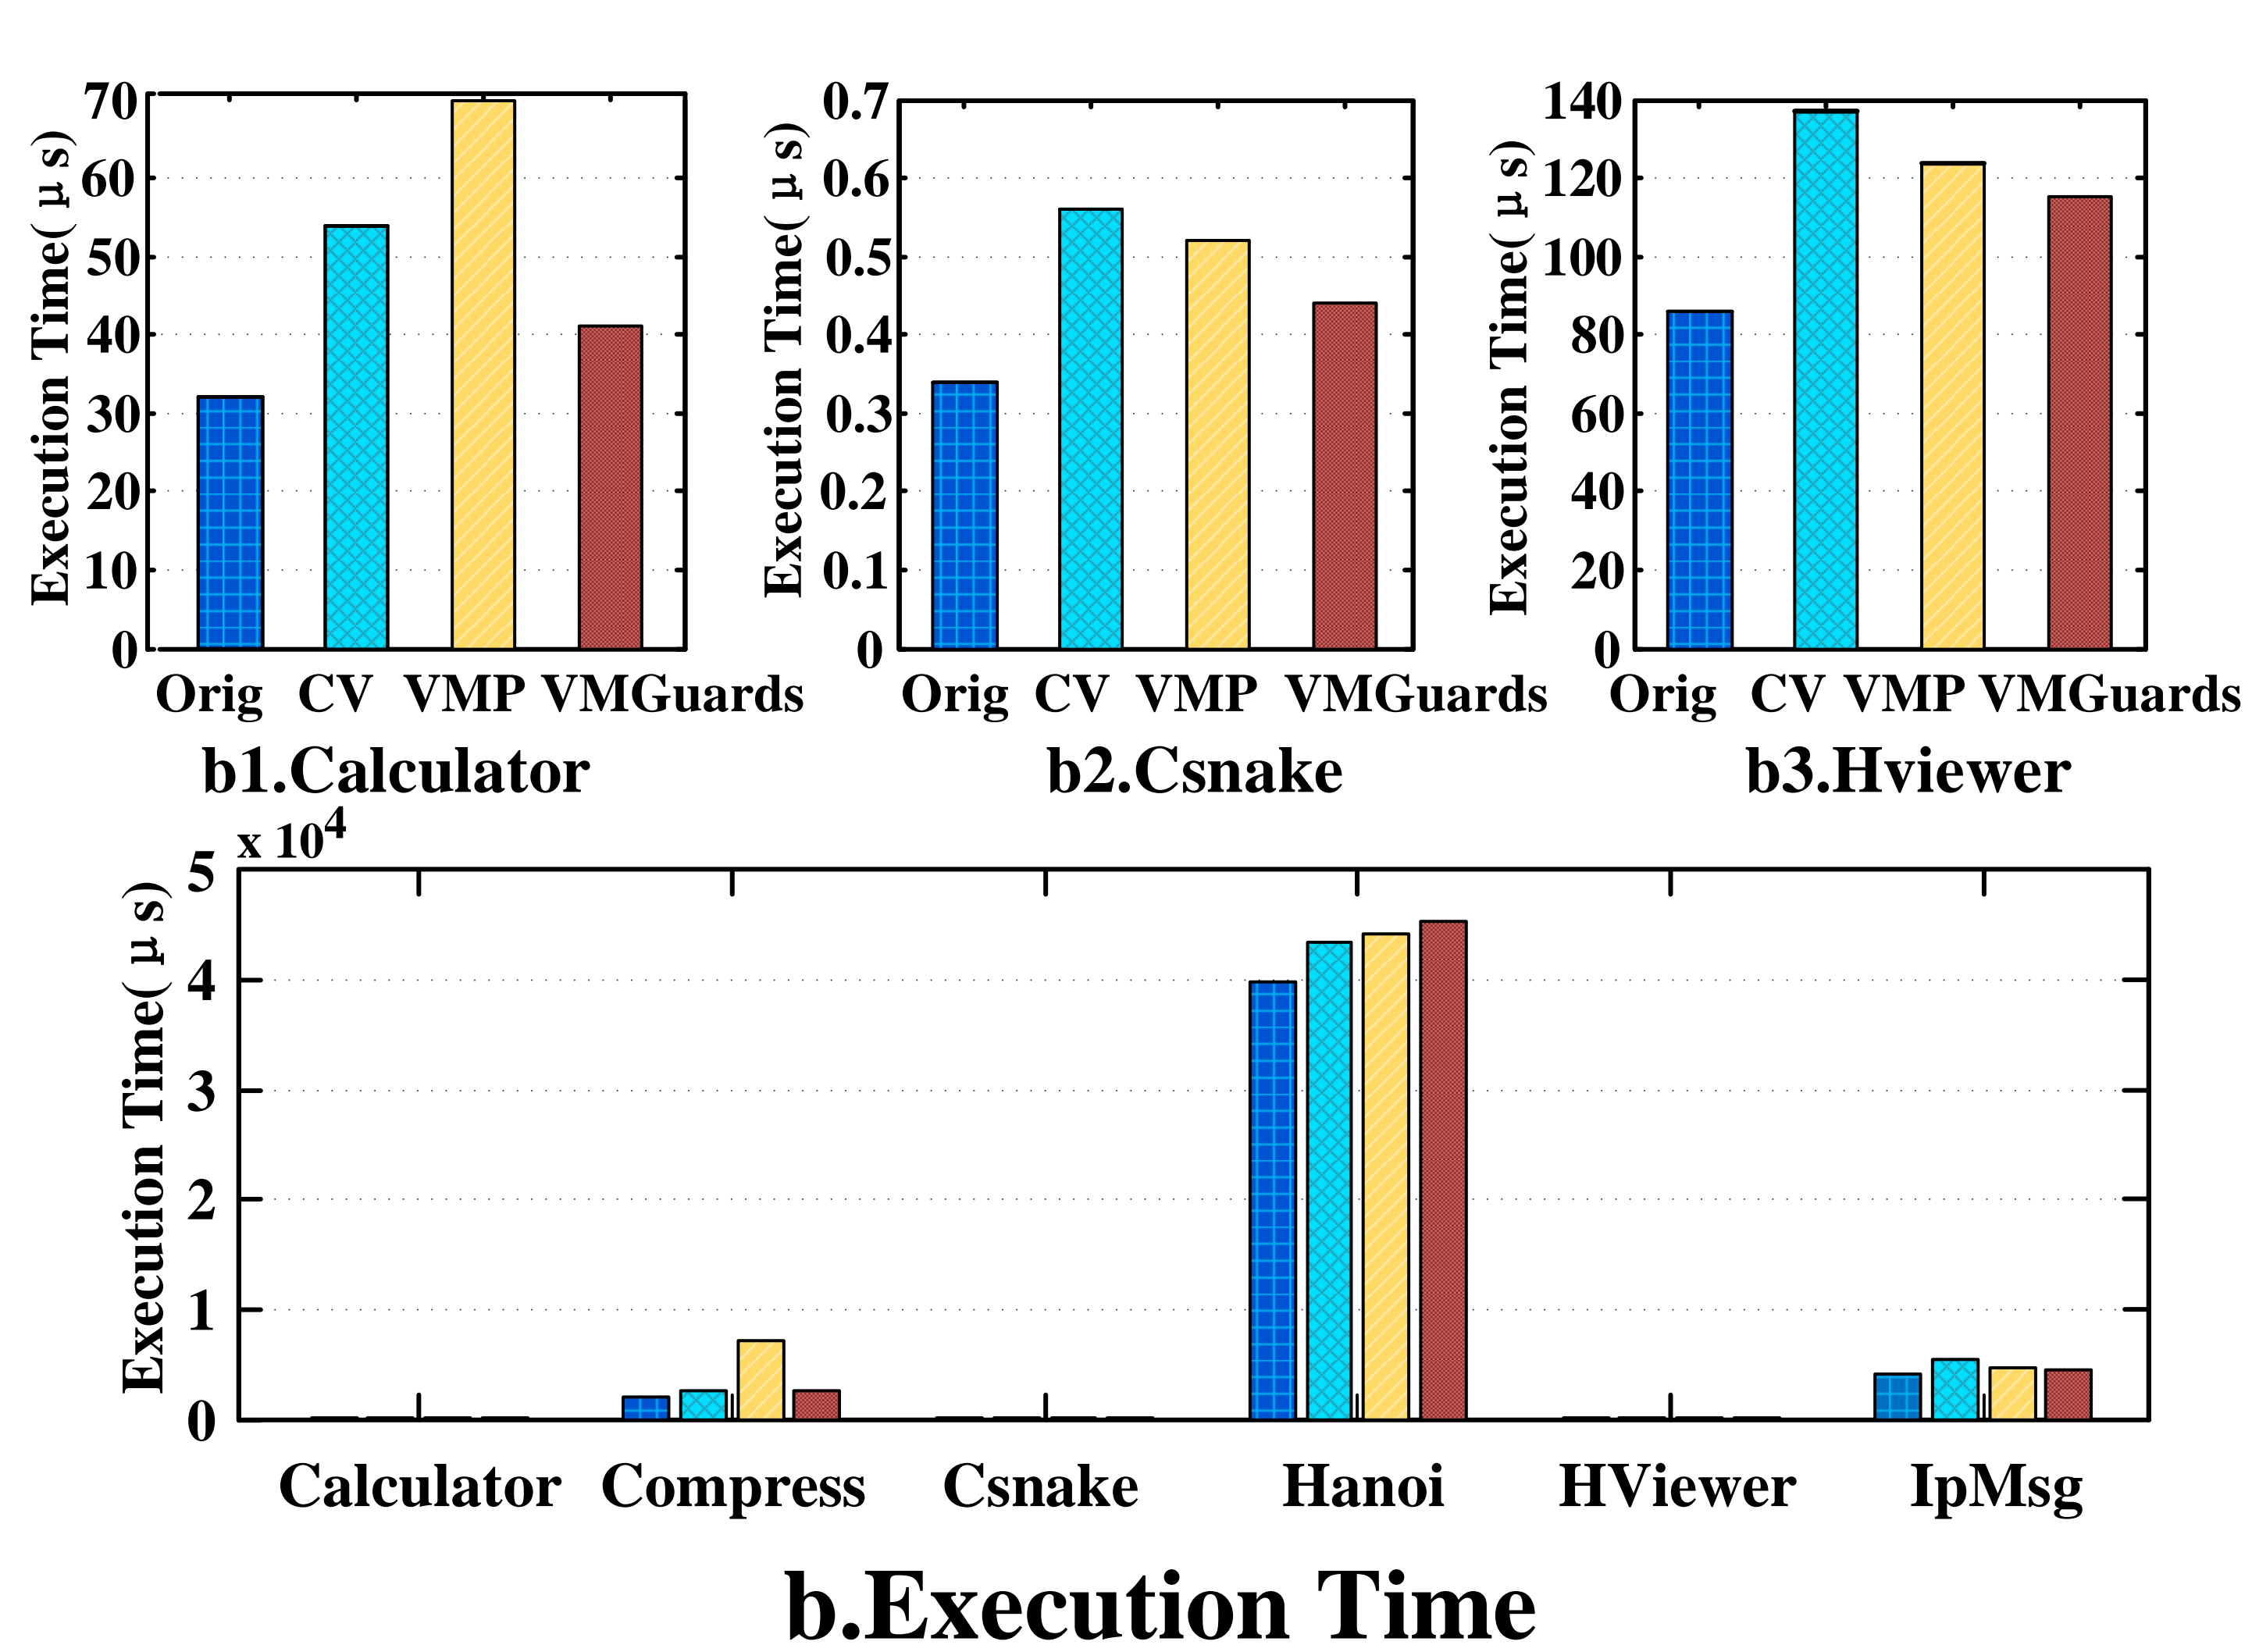 Execution Time( μ s)
70
60
50
40
30
20
10
0
Orig CV VMP VMGuards
b1.Calculator
Execution Time( μ s)
0.7
0.6
0.5
0.4
0.3
0.2
0.1
0
Orig CV VMP VMGuards
b2.Csnake
Execution Time( μ s)
140
120
100
80
60
40
20
0
Orig CV VMP VMGuards
b3.Hviewer
x 10⁴
Execution Time( μ s)
5
4
3
2
1
0
Calculator Compress Csnake Hanoi HViewer IpMsg
b.Execution Time